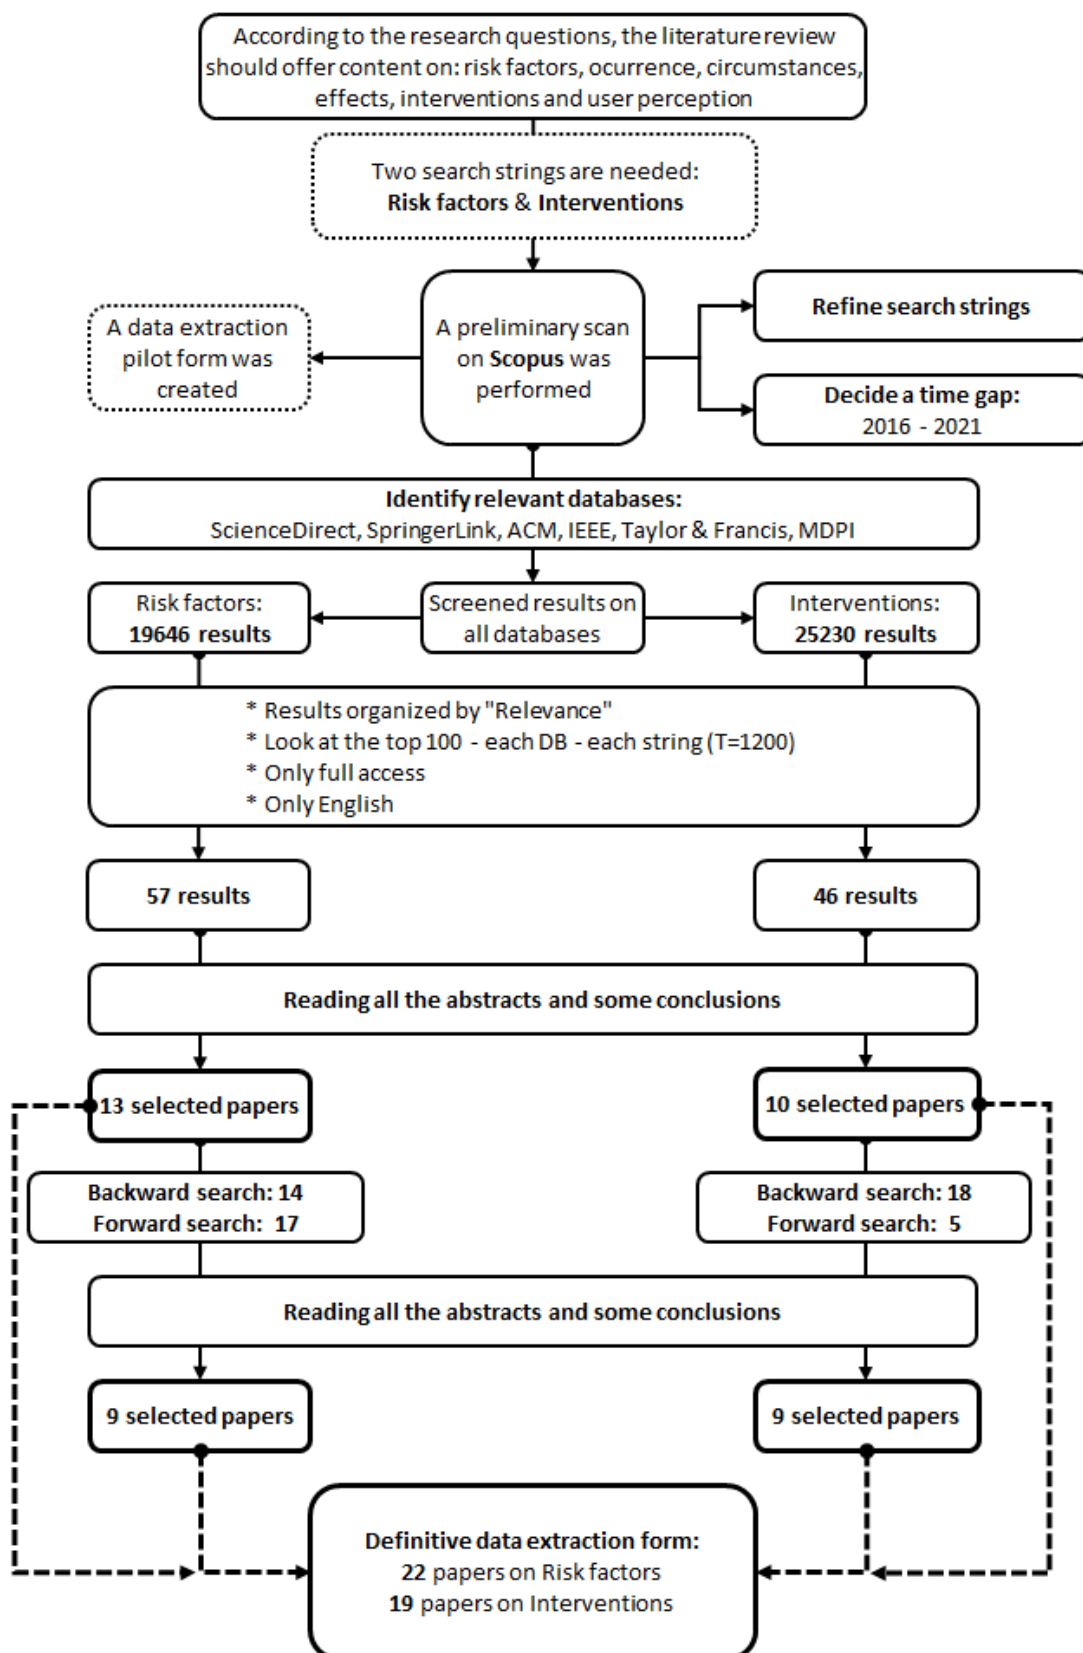 According to the research questions, the literature review
should offer content on: risk factors, ocurrence, circumstances,
effects, interventions and user perception
Two search strings are needed:
Risk factors & Interventions
A data extraction
pilot form was
created
A preliminary scan
on Scopus was
performed
Refine search strings
Decide a time gap:
2016 - 2021
Identify relevant databases:
ScienceDirect, SpringerLink, ACM, IEEE, Taylor & Francis, MDPI
Risk factors:
19646 results
Screened results on
all databases
Interventions:
25230 results
* Results organized by "Relevance"
* Look at the top 100 - each DB - each string (T=1200)
* Only full access
* Only English
57 results
46 results
Reading all the abstracts and some conclusions
13 selected papers
10 selected papers
Backward search: 14
Forward search: 17
Backward search: 18
Forward search: 5
Reading all the abstracts and some conclusions
9 selected papers
9 selected papers
Definitive data extraction form:
22 papers on Risk factors
19 papers on Interventions